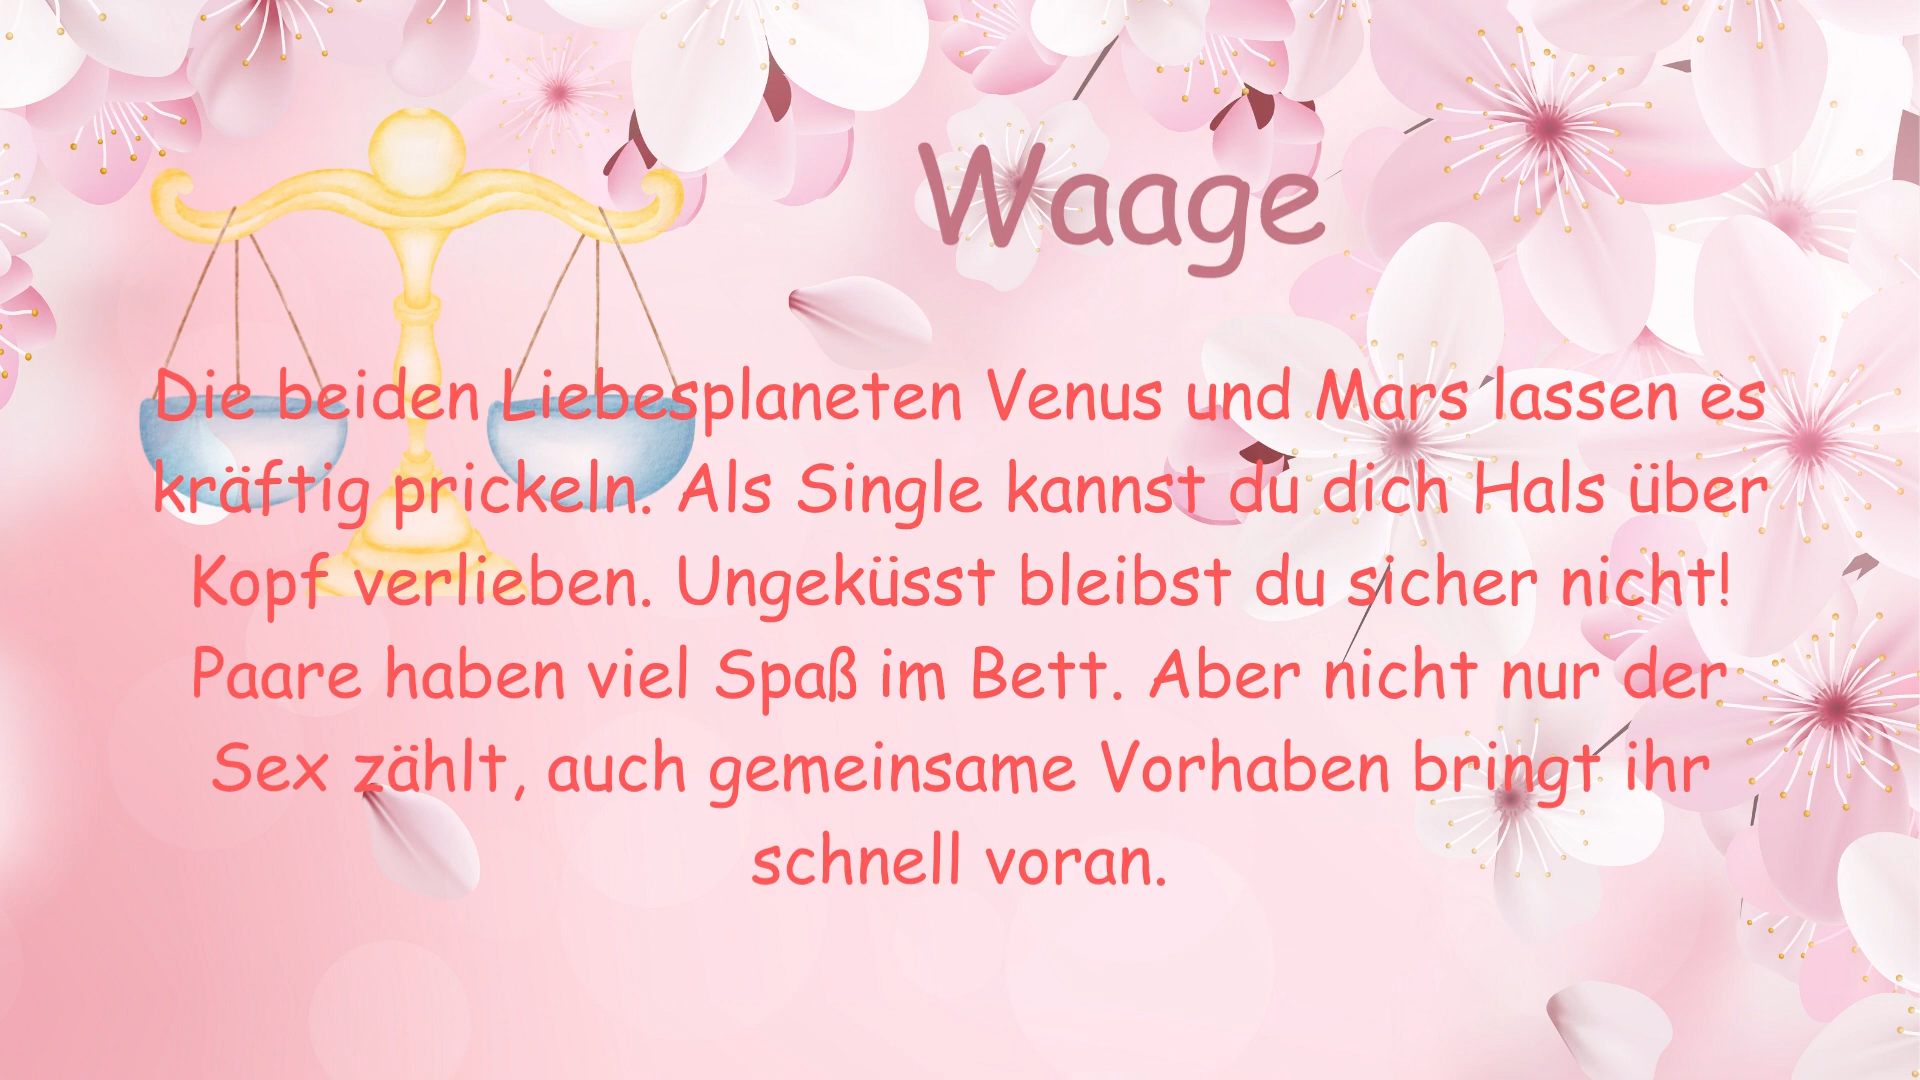 Waage
Die beiden Liebesplaneten Venus und Mars lassen es
kräftig prickeln. Als Single kannst du dich Hals über
Kopf verlieben. Ungeküsst bleibst du sicher nicht!
Paare haben viel Spaß im Bett. Aber nicht nur der
Sex zählt, auch gemeinsame Vorhaben bringt ihr
schnell voran.